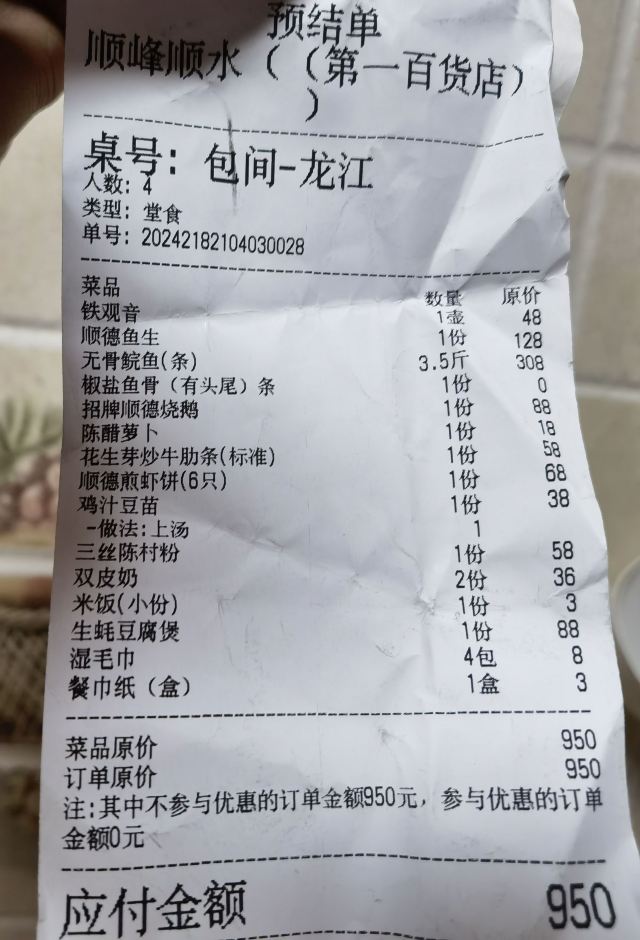 预结单
顺峰顺水（（第一百货店）
）
桌号: 包间-龙江
人数: 4
类型: 堂食
单号: 20242182104030028
菜品 数量 原价
铁观音 1壶 48
顺德鱼生 1份 128
无骨鲩鱼(条) 3.5斤 308
椒盐鱼骨（有头尾）条 1份 0
招牌顺德烧鹅 1份 88
陈醋萝卜 1份 18
花生芽炒牛肋条(标准) 1份 58
顺德煎虾饼(6只) 1份 68
鸡汁豆苗 1份 38
-做法:上汤 1
三丝陈村粉 1份 58
双皮奶 2份 36
米饭(小份) 1份 3
生蚝豆腐煲 1份 88
湿毛巾 4包 8
餐巾纸（盒） 1盒 3
菜品原价 950
订单原价 950
注:其中不参与优惠的订单金额950元，参与优惠的订单
金额0元
应付金额 950